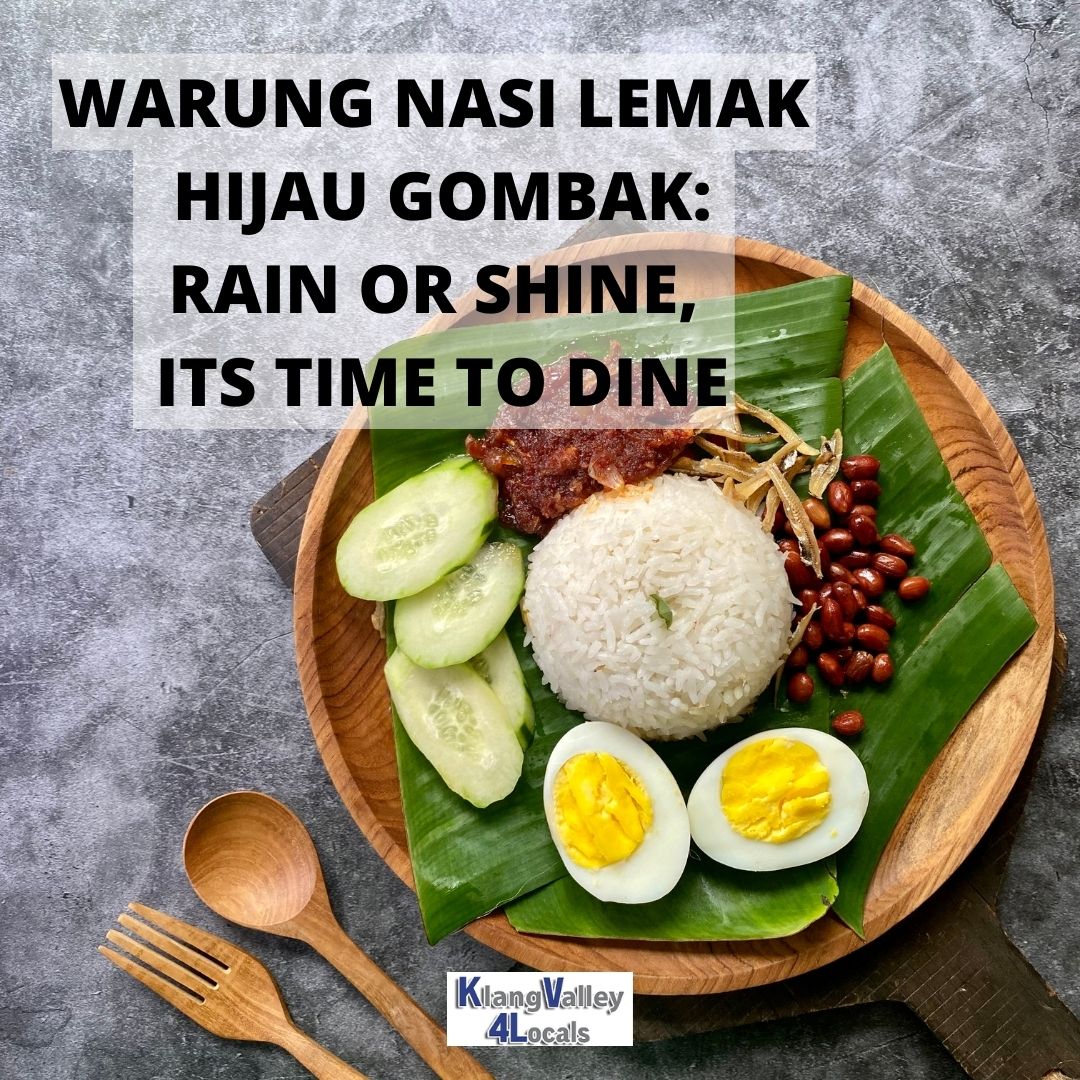 WARUNG NASI LEMAK
HIJAU GOMBAK:
RAIN OR SHINE,
ITS TIME TO DINE
KlangValley
4Locals